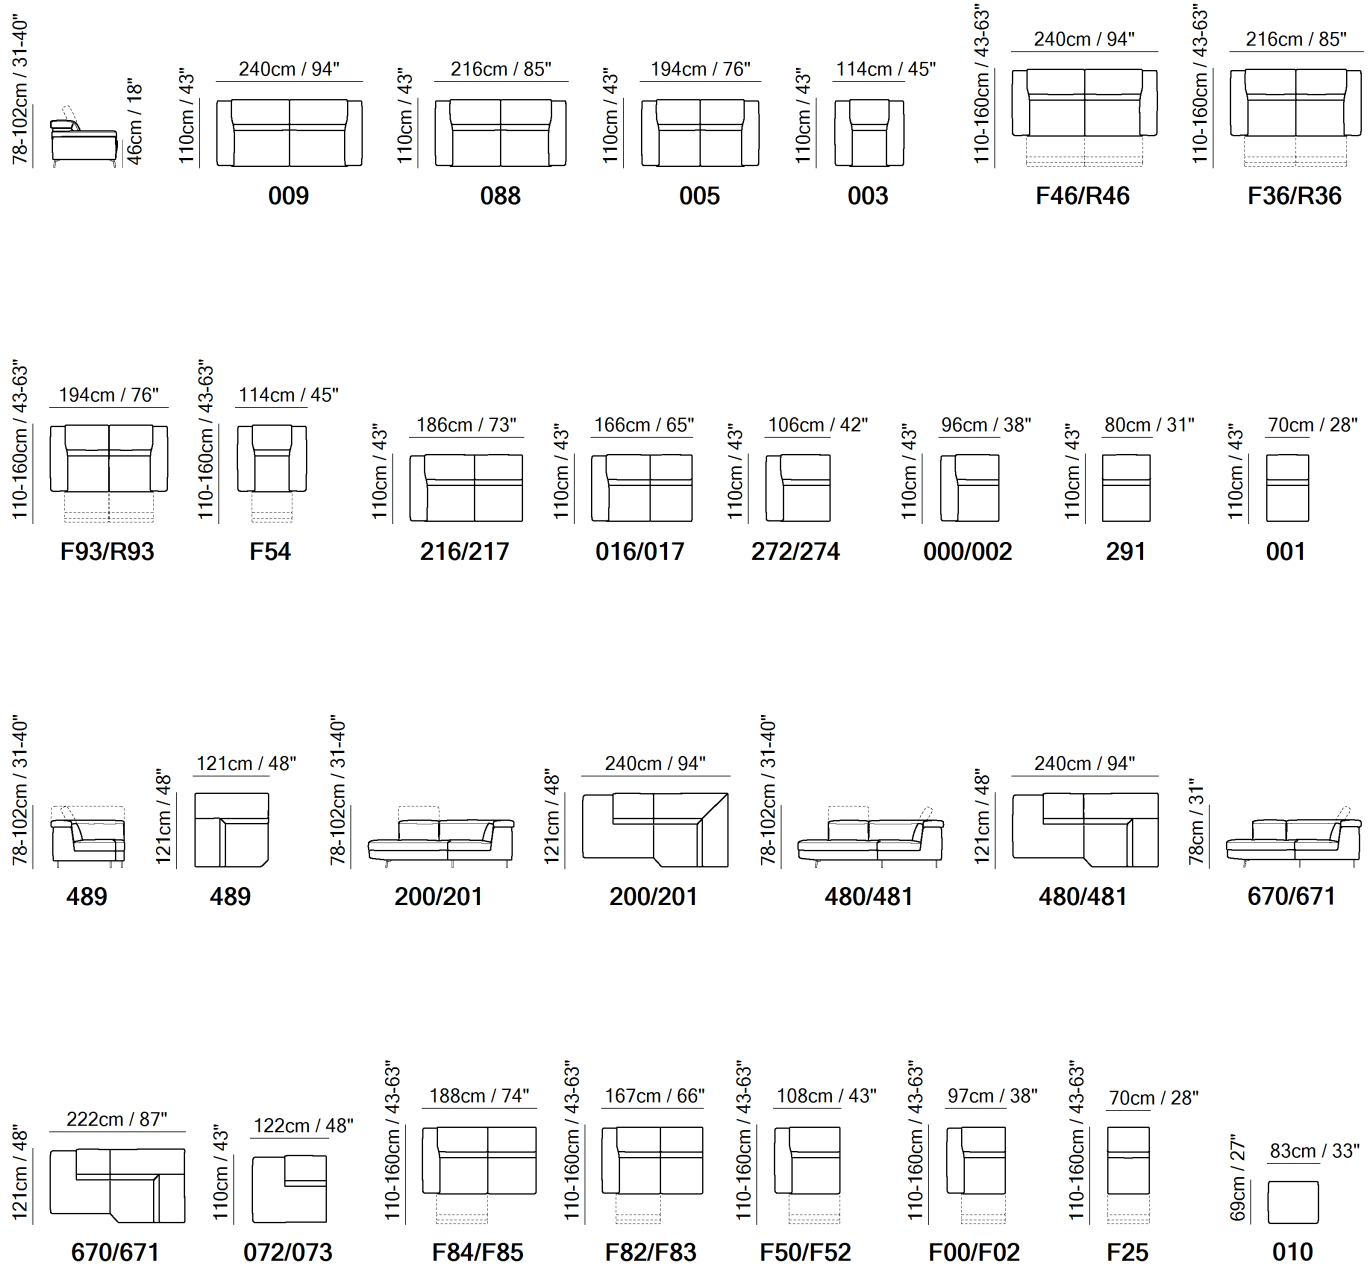 78-102cm / 31-40"
46cm / 18"
110cm / 43"
240cm / 94"
009
110cm / 43"
216cm / 85"
088
110cm / 43"
194cm / 76"
005
110cm / 43"
114cm / 45"
003
110-160cm / 43-63"
240cm / 94"
F46/R46
110-160cm / 43-63"
216cm / 85"
F36/R36
110-160cm / 43-63"
194cm / 76"
F93/R93
110-160cm / 43-63"
114cm / 45"
F54
110cm / 43"
186cm / 73"
216/217
110cm / 43"
166cm / 65"
016/017
110cm / 43"
106cm / 42"
272/274
110cm / 43"
96cm / 38"
000/002
110cm / 43"
80cm / 31"
291
110cm / 43"
70cm / 28"
001
78-102cm / 31-40"
489
121cm / 48"
121cm / 48"
489
78-102cm / 31-40"
200/201
121cm / 48"
240cm / 94"
200/201
78-102cm / 31-40"
480/481
121cm / 48"
240cm / 94"
480/481
78cm / 31"
670/671
121cm / 48"
222cm / 87"
670/671
110cm / 43"
122cm / 48"
072/073
110-160cm / 43-63"
188cm / 74"
F84/F85
110-160cm / 43-63"
167cm / 66"
F82/F83
110-160cm / 43-63"
108cm / 43"
F50/F52
110-160cm / 43-63"
97cm / 38"
F00/F02
110-160cm / 43-63"
70cm / 28"
F25
69cm / 27"
83cm / 33"
010